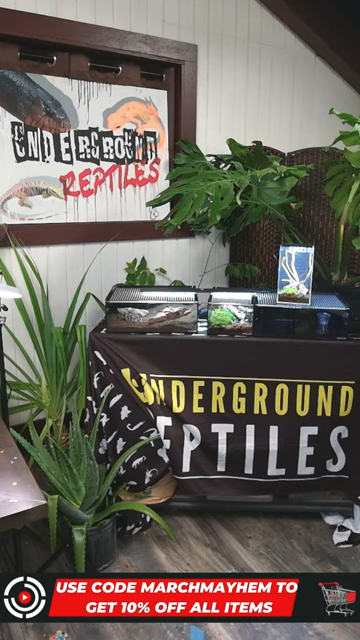 UNDERGROUND
REPTILES
UNDERGROUND
REPTILES
USE CODE MARCHMAYHEM TO
GET 10% OFF ALL ITEMS